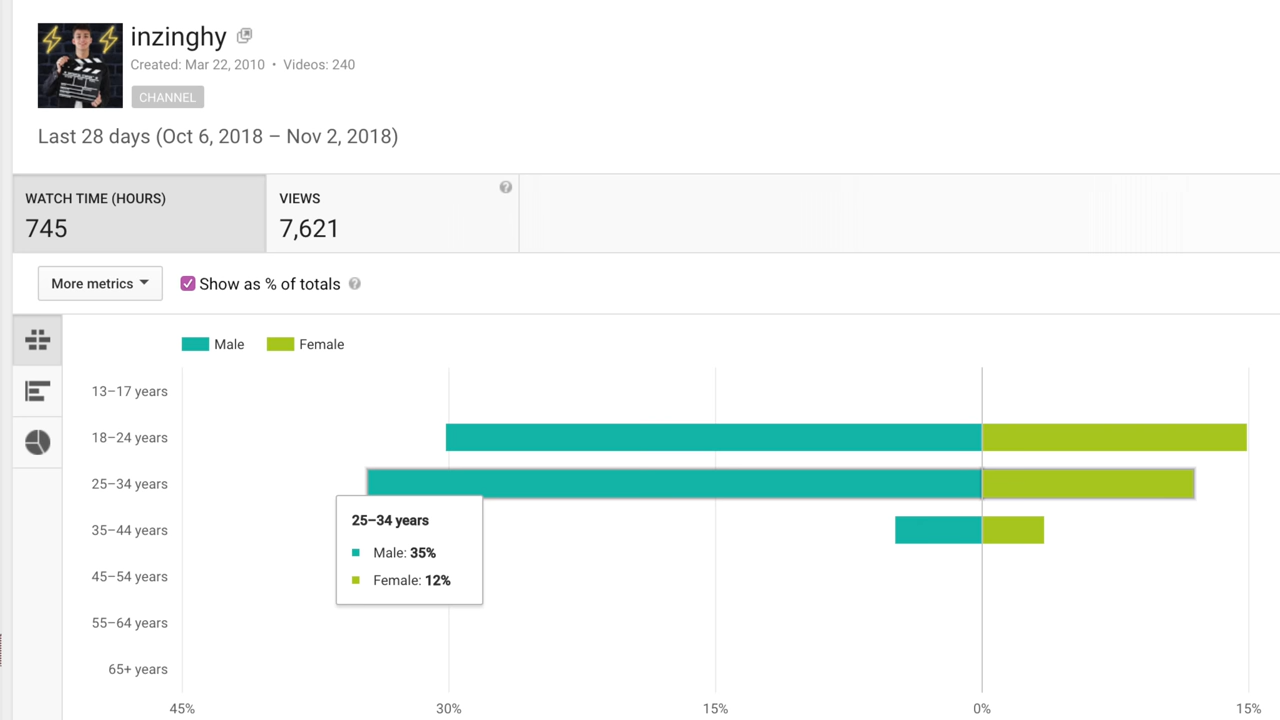 inzinghy
Created: Mar 22, 2010 • Videos: 240
CHANNEL
Last 28 days (Oct 6, 2018 – Nov 2, 2018)
WATCH TIME (HOURS)
745
VIEWS
7,621
More metrics
Show as % of totals
Male
Female
13–17 years
18–24 years
25–34 years
35–44 years
45–54 years
55–64 years
65+ years
25–34 years
Male: 35%
Female: 12%
45%
30%
15%
0%
15%